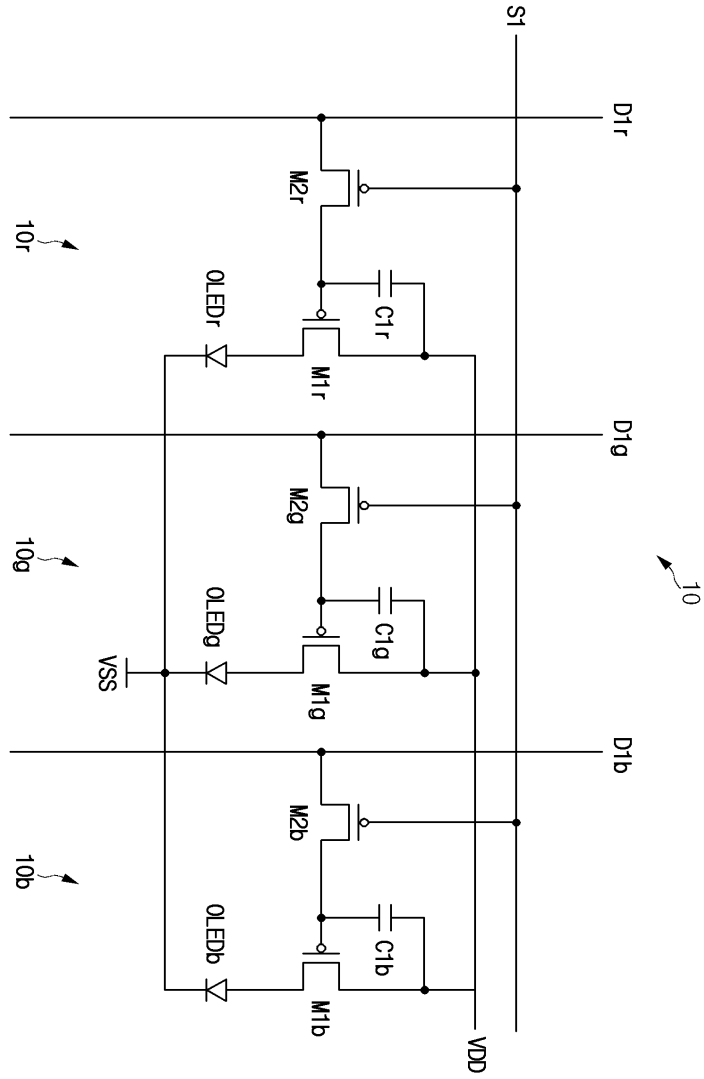 10
D1r
D1g
D1b
S1
VDD
C1r
C1g
C1b
M1r
M1g
M1b
M2r
M2g
M2b
OLEDr
OLEDg
OLEDb
VSS
10r
10g
10b